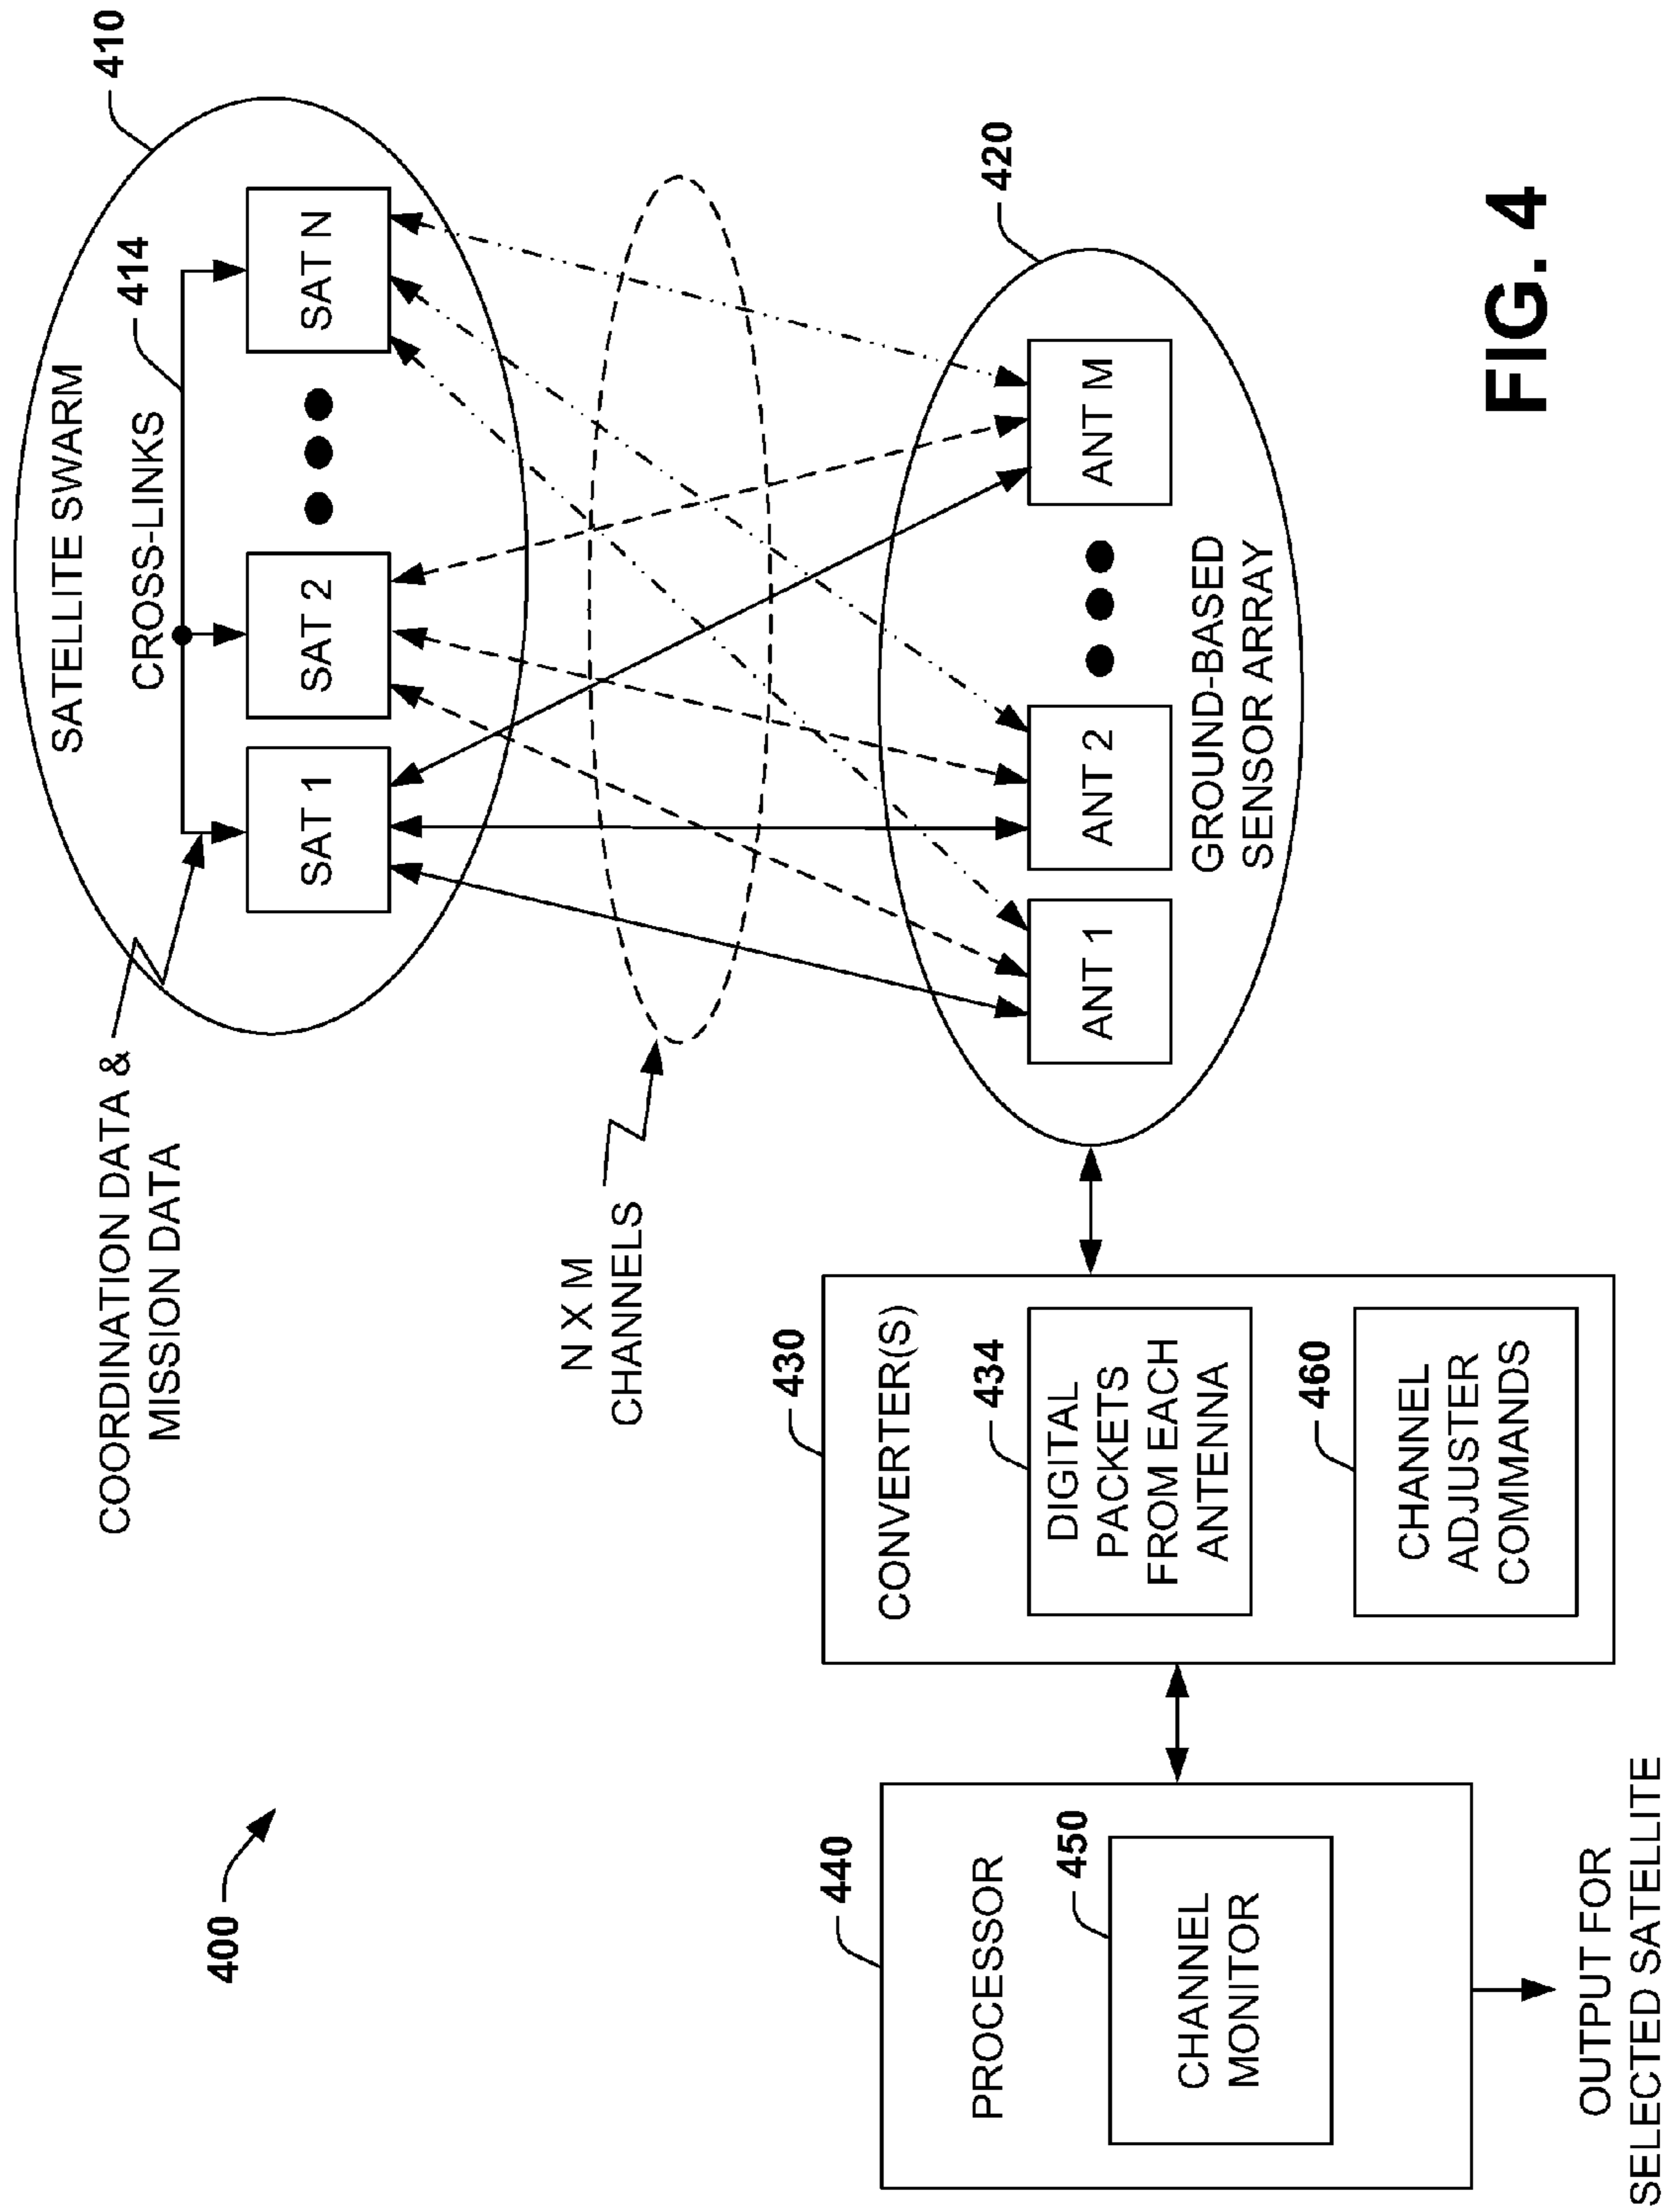 400
410
SATELLITE SWARM
CROSS-LINKS
414
COORDINATION DATA &
MISSION DATA
SAT 1
SAT 2
SAT N
N X M
CHANNELS
420
ANT 1
ANT 2
ANT M
GROUND-BASED
SENSOR ARRAY
430
CONVERTER(S)
434
DIGITAL
PACKETS
FROM EACH
ANTENNA
460
CHANNEL
ADJUSTER
COMMANDS
440
PROCESSOR
450
CHANNEL
MONITOR
OUTPUT FOR
SELECTED SATELLITE
FIG. 4